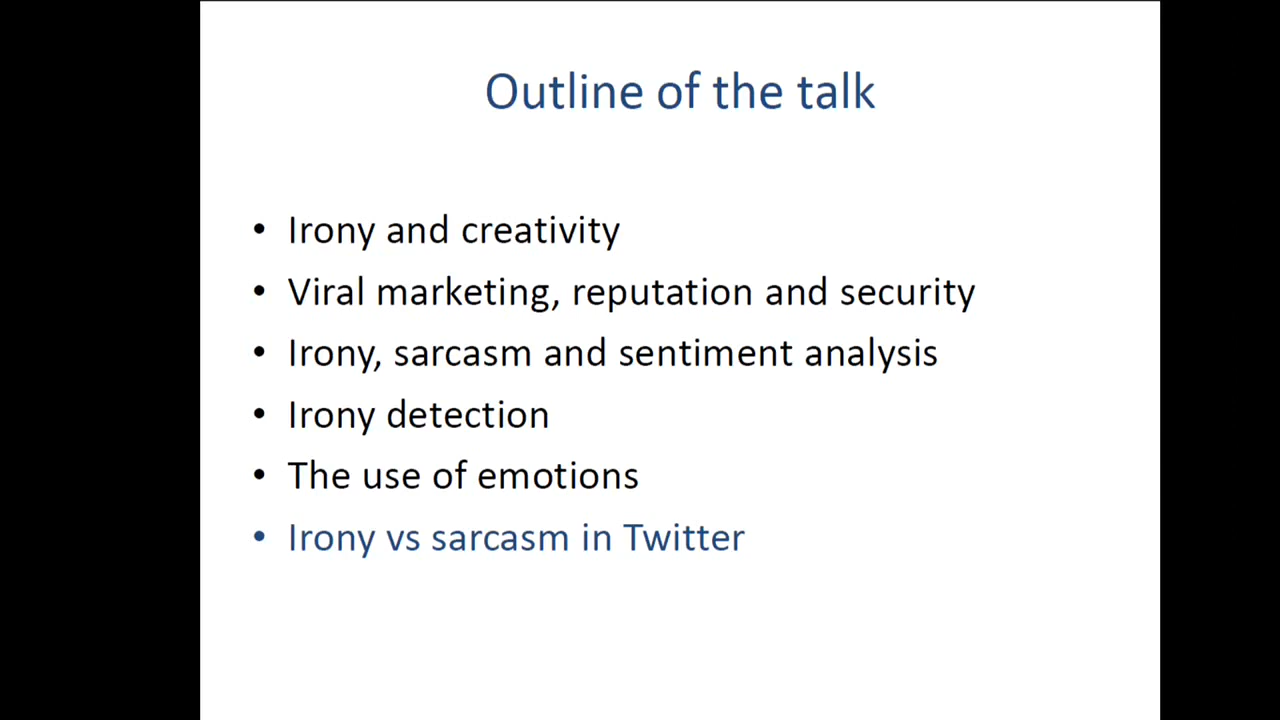 Outline of the talk
• Irony and creativity
• Viral marketing, reputation and security
• Irony, sarcasm and sentiment analysis
• Irony detection
• The use of emotions
• Irony vs sarcasm in Twitter